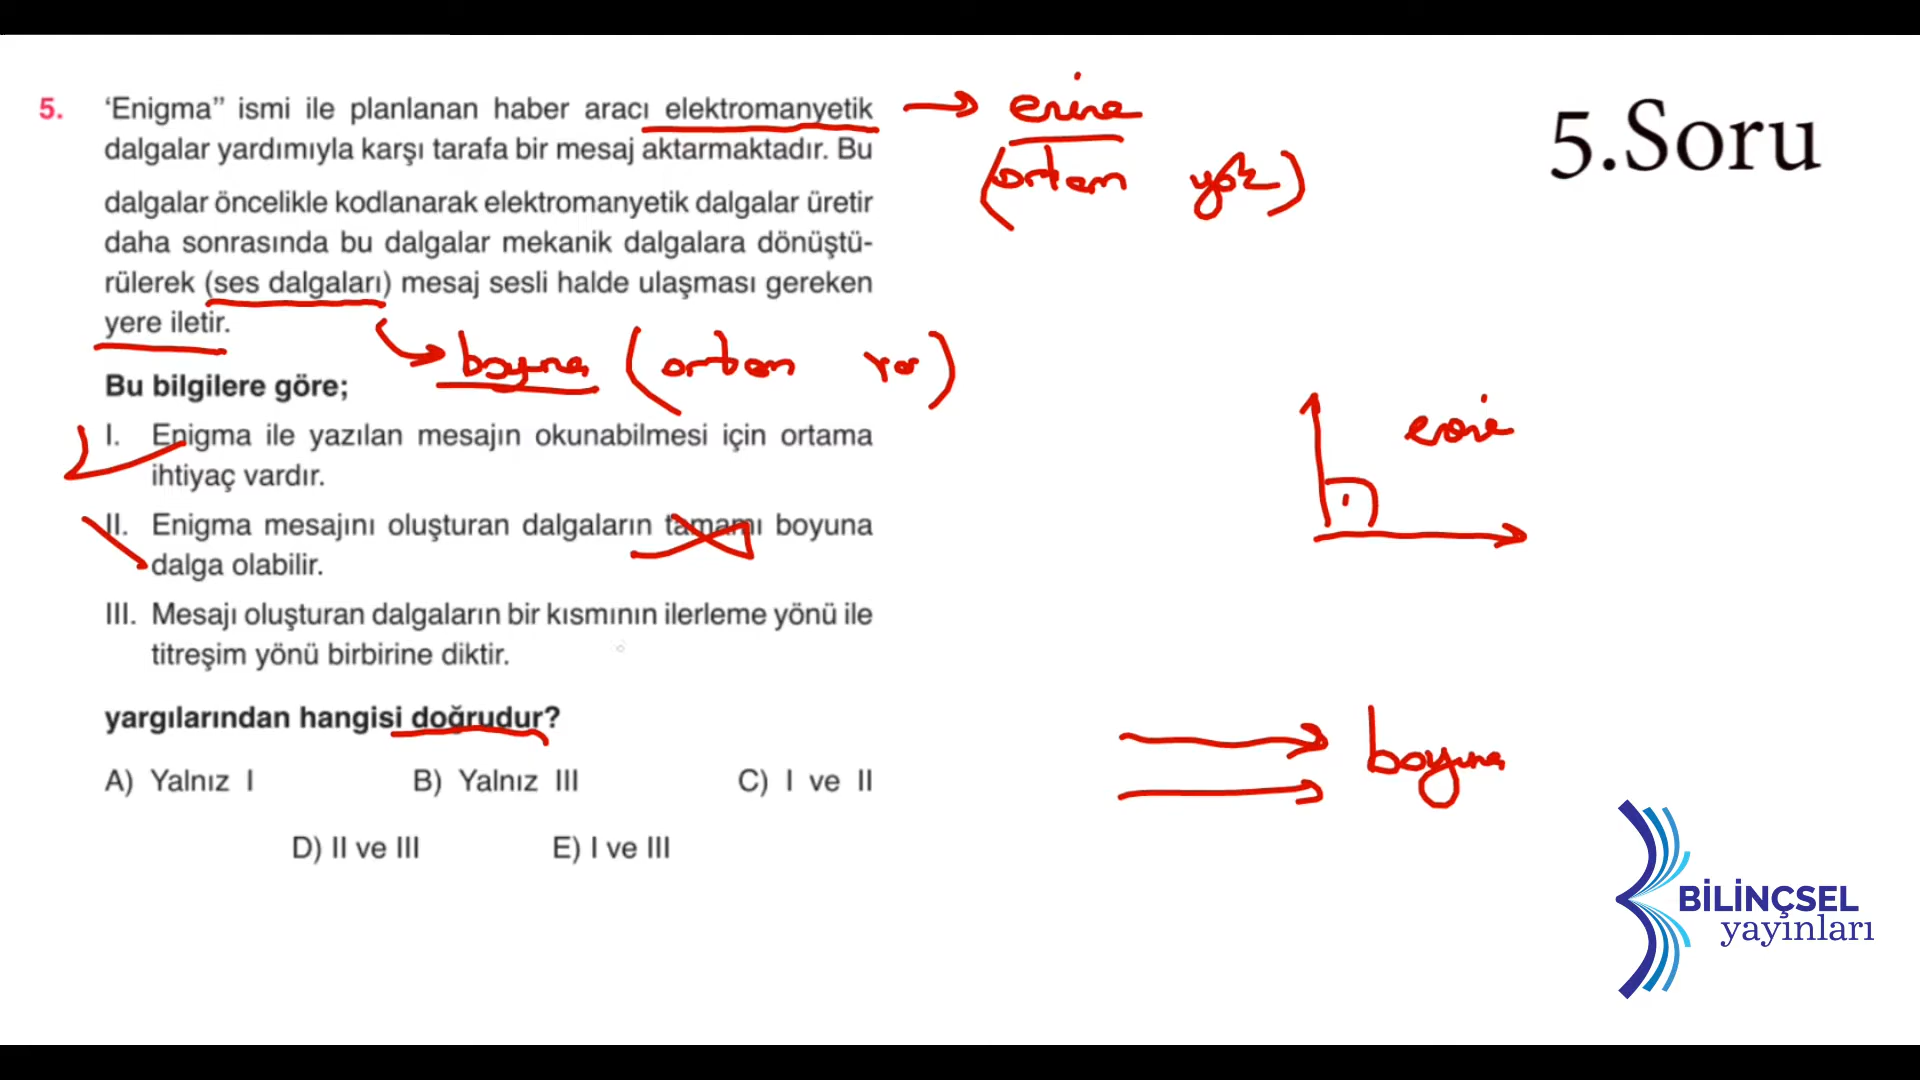 5. ‘Enigma” ismi ile planlanan haber aracı elektromanyetik
dalgalar yardımıyla karşı tarafa bir mesaj aktarmaktadır. Bu
dalgalar öncelikle kodlanarak elektromanyetik dalgalar üretir
daha sonrasında bu dalgalar mekanik dalgalara dönüştü-
rülerek (ses dalgaları) mesaj sesli halde ulaşması gereken
yere iletir.
Bu bilgilere göre;
I. Enigma ile yazılan mesajın okunabilmesi için ortama
ihtiyaç vardır.
II. Enigma mesajını oluşturan dalgaların tamamı boyuna
dalga olabilir.
III. Mesajı oluşturan dalgaların bir kısmının ilerleme yönü ile
titreşim yönü birbirine diktir.
yargılarından hangisi doğrudur?
A) Yalnız I B) Yalnız III C) I ve II
D) II ve III E) I ve III
enine
(ortam yok)
boyuna (ortam var)
enine
boyuna
5.Soru
BİLİNÇSEL
yayınları